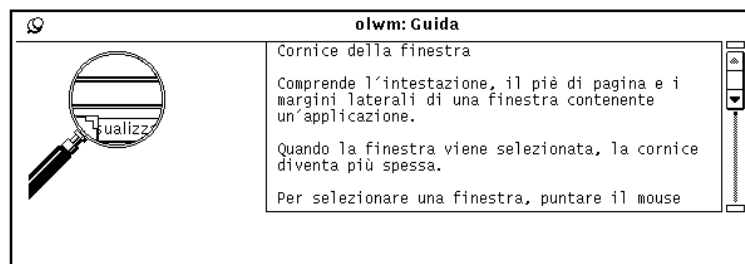 olwm: Guida
Cornice della finestra
Comprende l´intestazione, il piè di pagina e i
margini laterali di una finestra contenente
un´applicazione.
Quando la finestra viene selezionata, la cornice
diventa più spessa.
Per selezionare una finestra, puntare il mouse
sualizz